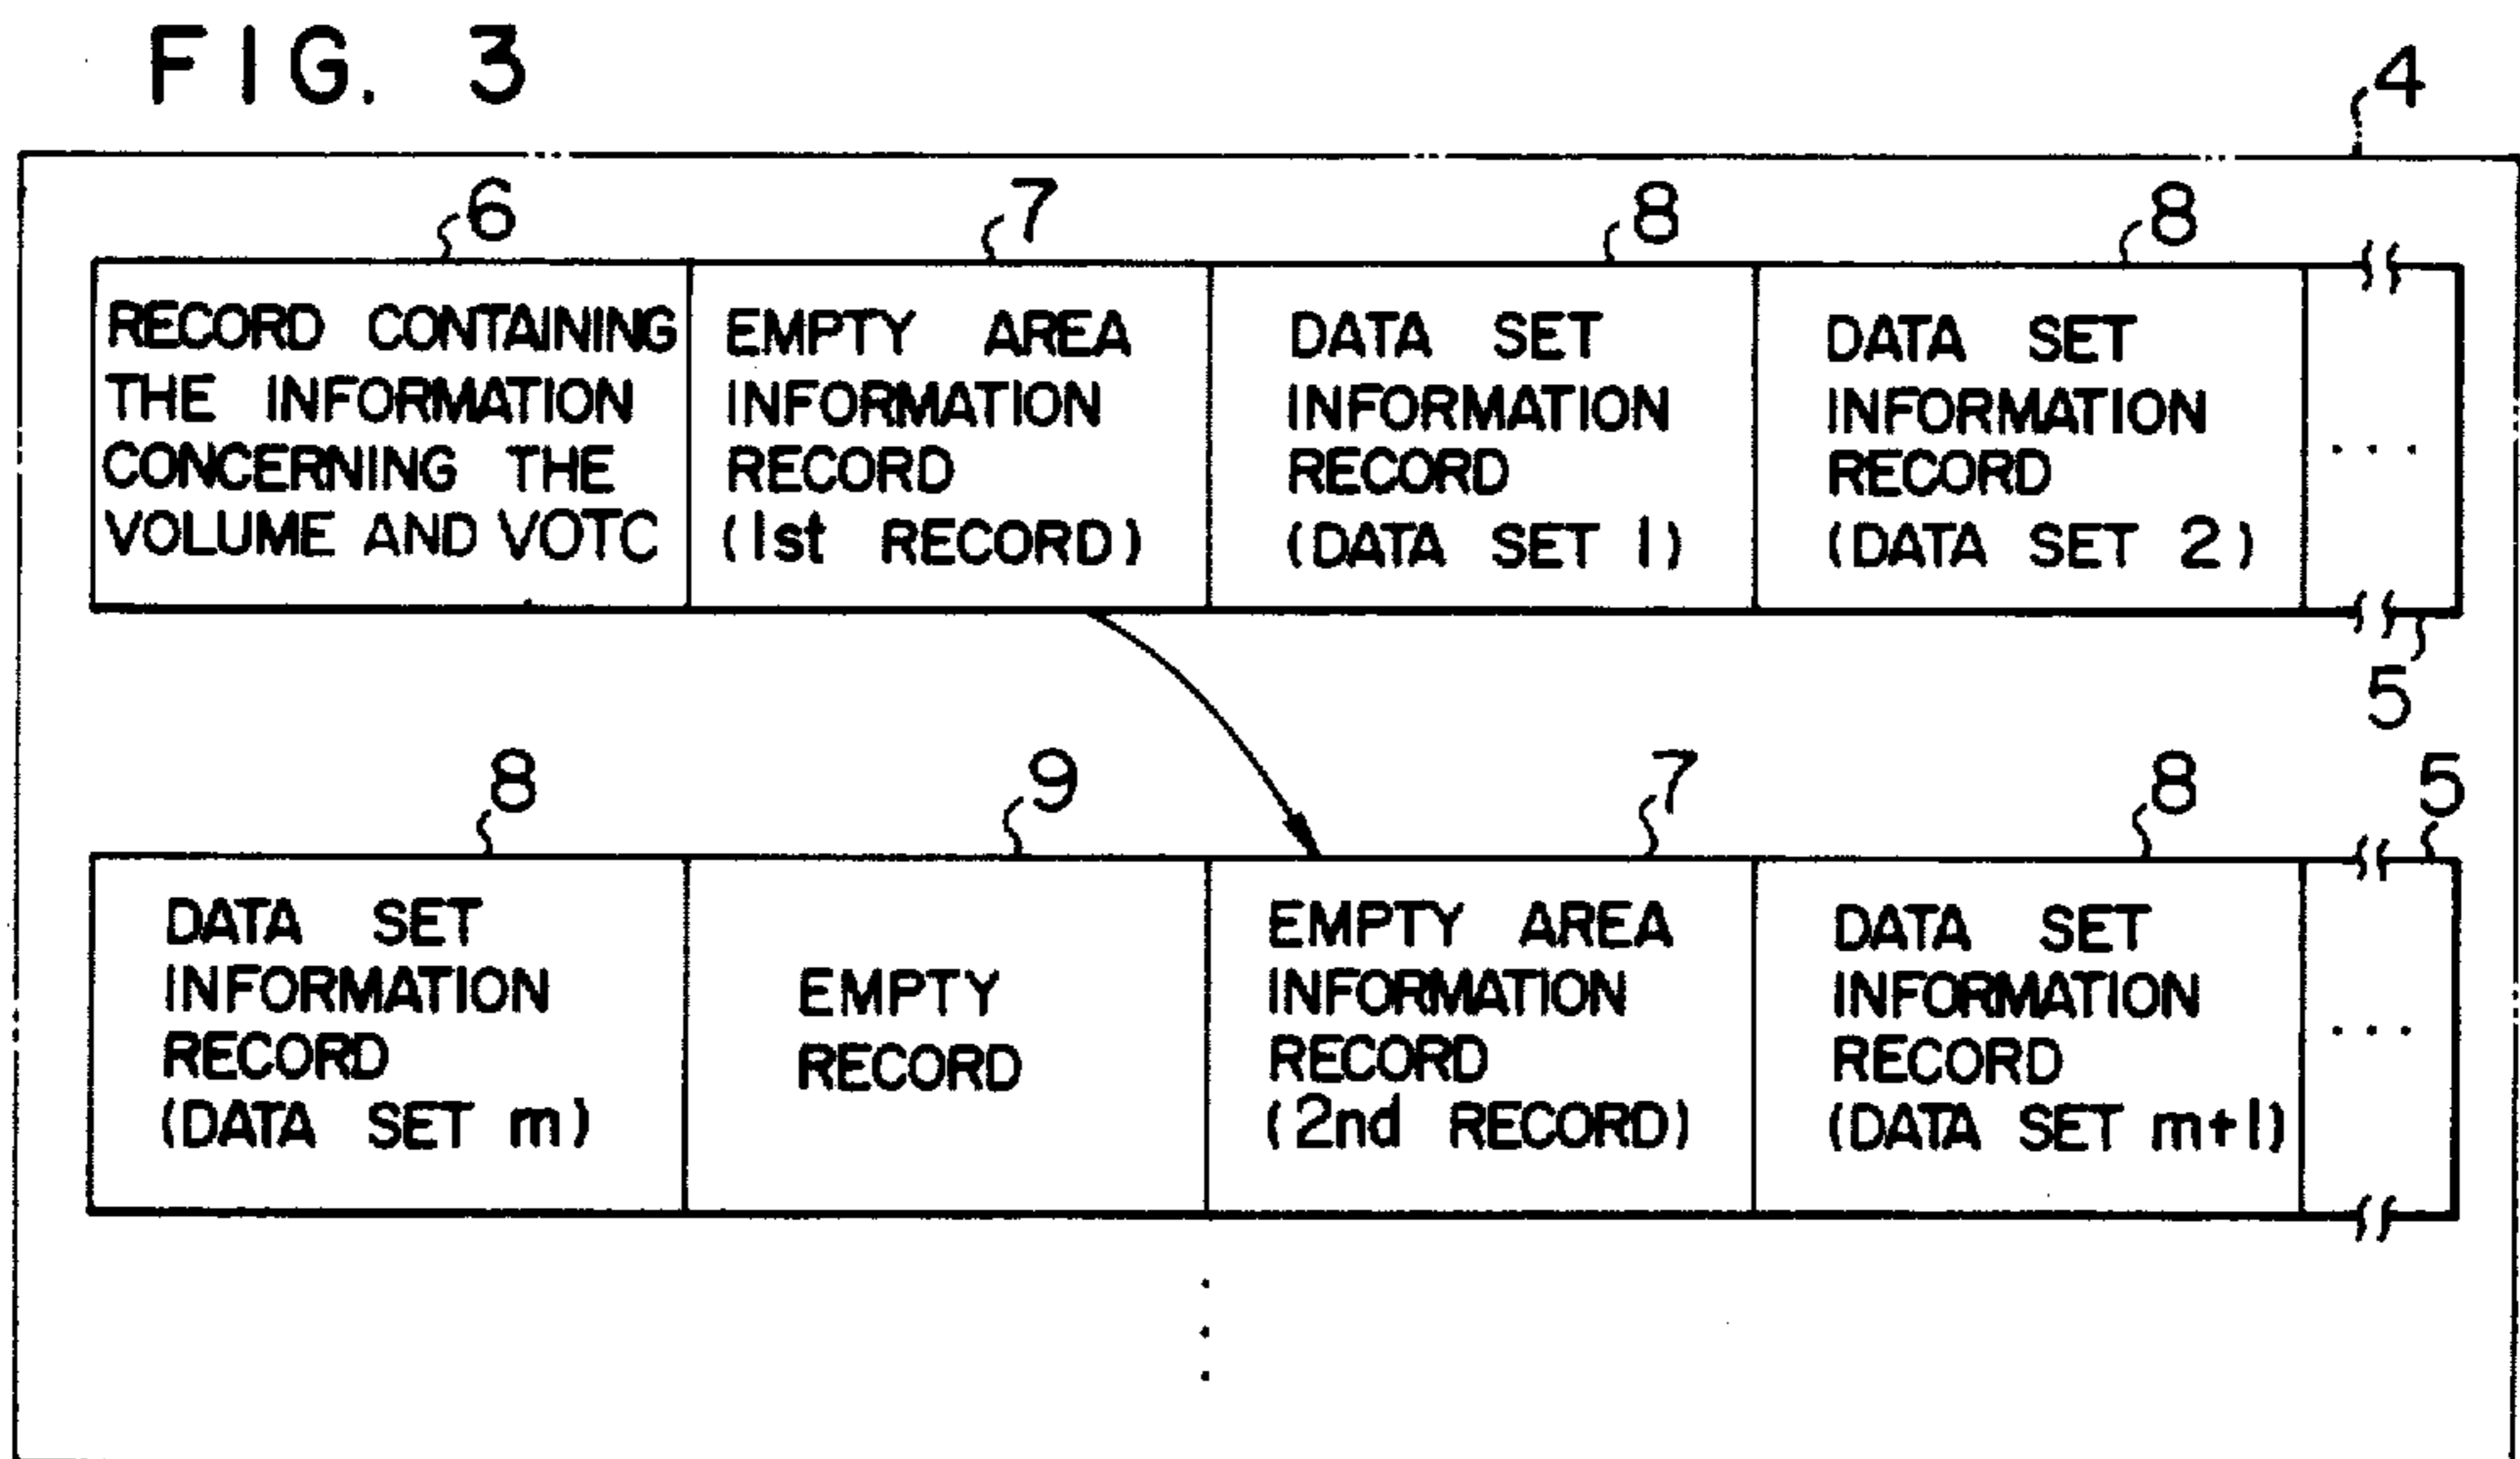 FIG. 3
4
6
7
8
8
RECORD CONTAINING
THE INFORMATION
CONCERNING THE
VOLUME AND VOTC
EMPTY AREA
INFORMATION
RECORD
(1st RECORD)
DATA SET
INFORMATION
RECORD
(DATA SET 1)
DATA SET
INFORMATION
RECORD
(DATA SET 2)
...
5
8
9
7
8
5
DATA SET
INFORMATION
RECORD
(DATA SET m)
EMPTY
RECORD
EMPTY AREA
INFORMATION
RECORD
(2nd RECORD)
DATA SET
INFORMATION
RECORD
(DATA SET m+1)
...